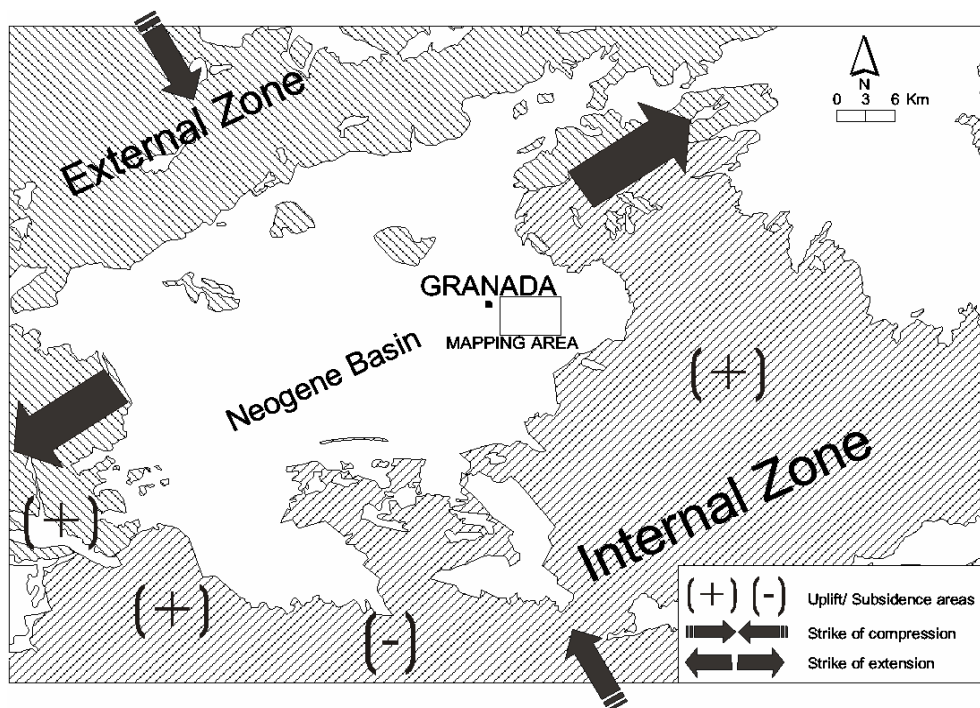 External Zone
N
0 3 6 Km
GRANADA
MAPPING AREA
Neogene Basin
(+)
Internal Zone
(+)
(+)
(-)
(+) (-) Uplift/ Subsidence areas
Strike of compression
Strike of extension